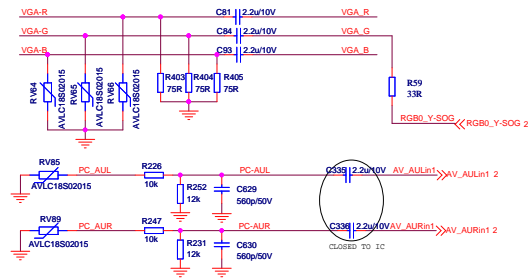 VGA-R C81 2.2u/10V VGA_R
VGA-G C84 2.2u/10V VGA_G
VGA-B C93 2.2u/10V VGA_B
RV64 AVLC18S02015
RV65 AVLC18S02015
RV66 AVLC18S02015
R403 75R
R404 75R
R405 75R
R59 33R
RGB0_Y-SOG RGB0_Y-SOG 2
RV85 PC_AUL R226 PC-AUL C335 2.2u/10V AV_AULin1 AV_AULin1 2
AVLC18S02015 10k
R252 12k
C629 560p/50V
RV89 PC_AUR R247 PC-AUR C336 2.2u/10V AV_AURin1 AV_AURin1 2
AVLC18S02015 10k
R231 12k
C630 560p/50V
CLOSED TO IC